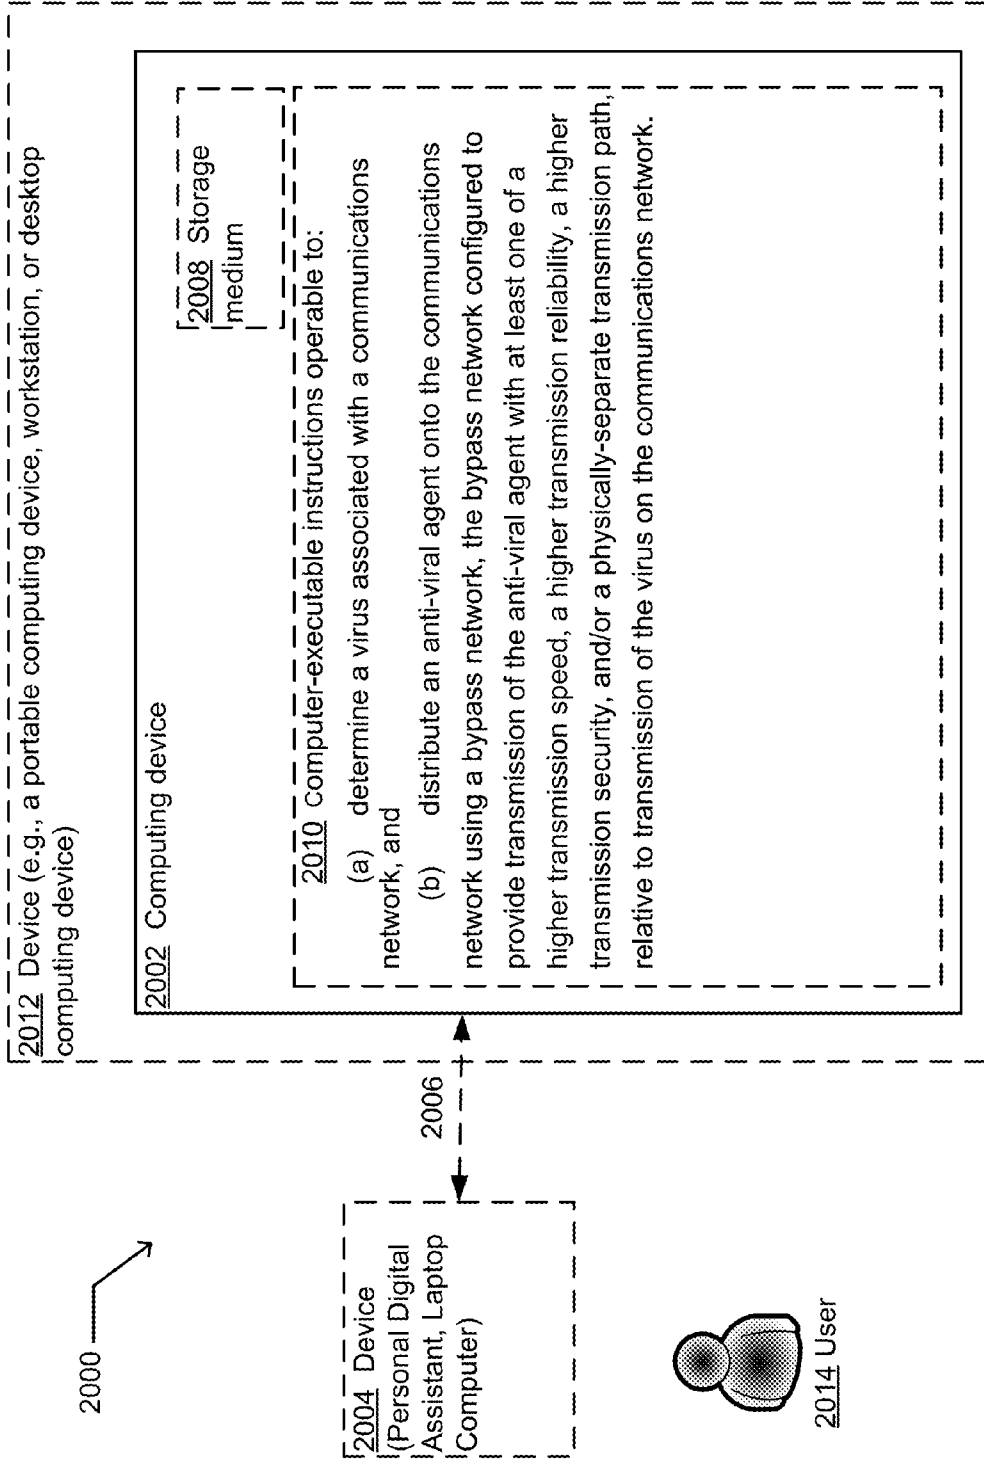 2000
2012 Device (e.g., a portable computing device, workstation, or desktop
computing device)
2002 Computing device
2008 Storage
medium
2010 Computer-executable instructions operable to:
(a) determine a virus associated with a communications
network, and
(b) distribute an anti-viral agent onto the communications
network using a bypass network, the bypass network configured to
provide transmission of the anti-viral agent with at least one of a
higher transmission speed, a higher transmission reliability, a higher
transmission security, and/or a physically-separate transmission path,
relative to transmission of the virus on the communications network.
2006
2004 Device
(Personal Digital
Assistant, Laptop
Computer)
2014 User